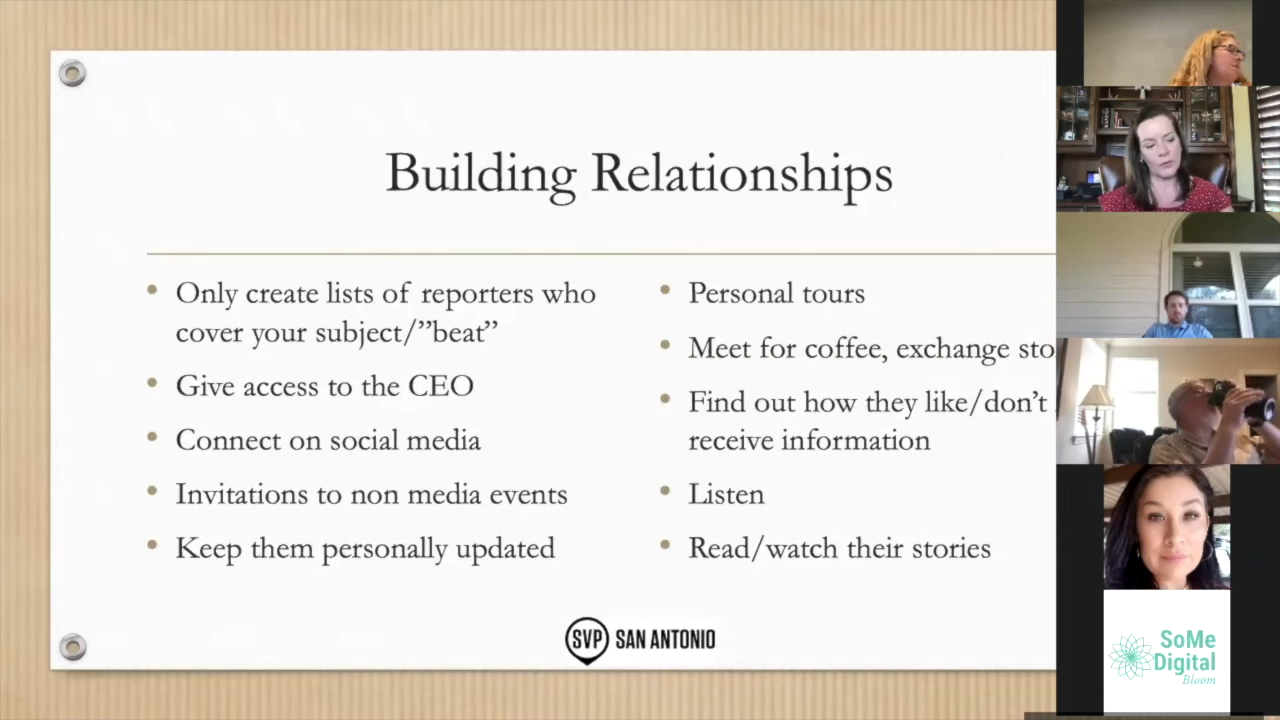 Building Relationships
Only create lists of reporters who
cover your subject/”beat”
Give access to the CEO
Connect on social media
Invitations to non media events
Keep them personally updated
Personal tours
Meet for coffee, exchange sto
Find out how they like/don’t
receive information
Listen
Read/watch their stories
SVP SAN ANTONIO
SoMe
Digital
Bloom